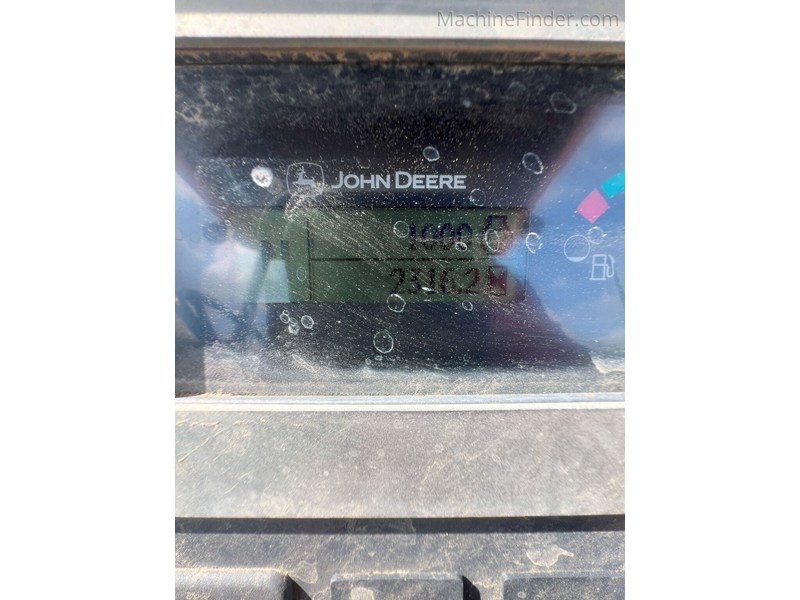 MachineFinder.com
JOHN DEERE
1000
H
2316.2